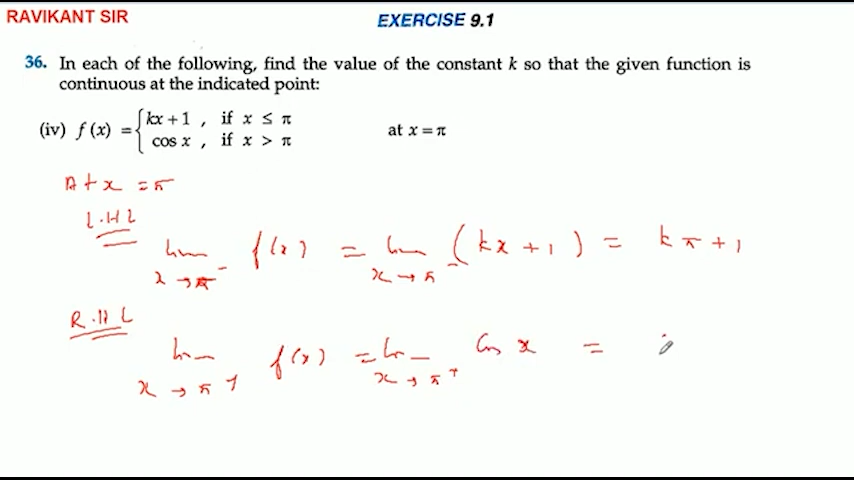 RAVIKANT SIR
EXERCISE 9.1
36. In each of the following, find the value of the constant k so that the given function is
continuous at the indicated point:
(iv) f(x) = { kx + 1 , if x ≤ π
cos x , if x > π
at x = π
At x = π
L.H.L
lim x→π⁻ f(x) = lim x→π⁻ (kx + 1) = kπ + 1
R.H.L
lim x→π⁺ f(x) = lim x→π⁺ cos x =